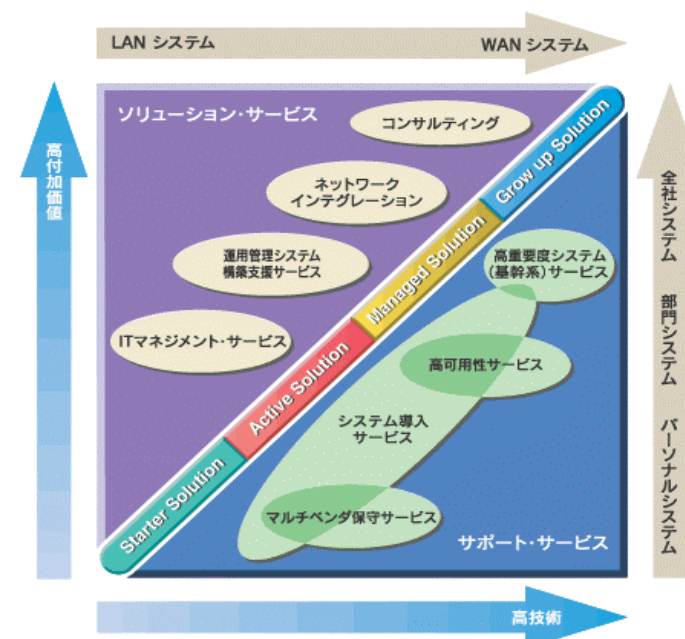 LAN システム
WAN システム
ソリューション・サービス
コンサルティング
ネットワーク
インテグレーション
運用管理システム
構築支援サービス
ITマネジメント・サービス
Starter Solution
Active Solution
Managed Solution
Grow up Solution
高重要度システム
（基幹系）サービス
高可用性サービス
システム導入
サービス
マルチベンダ保守サービス
サポート・サービス
高付加価値
全社システム
部門システム
パーソナルシステム
高技術